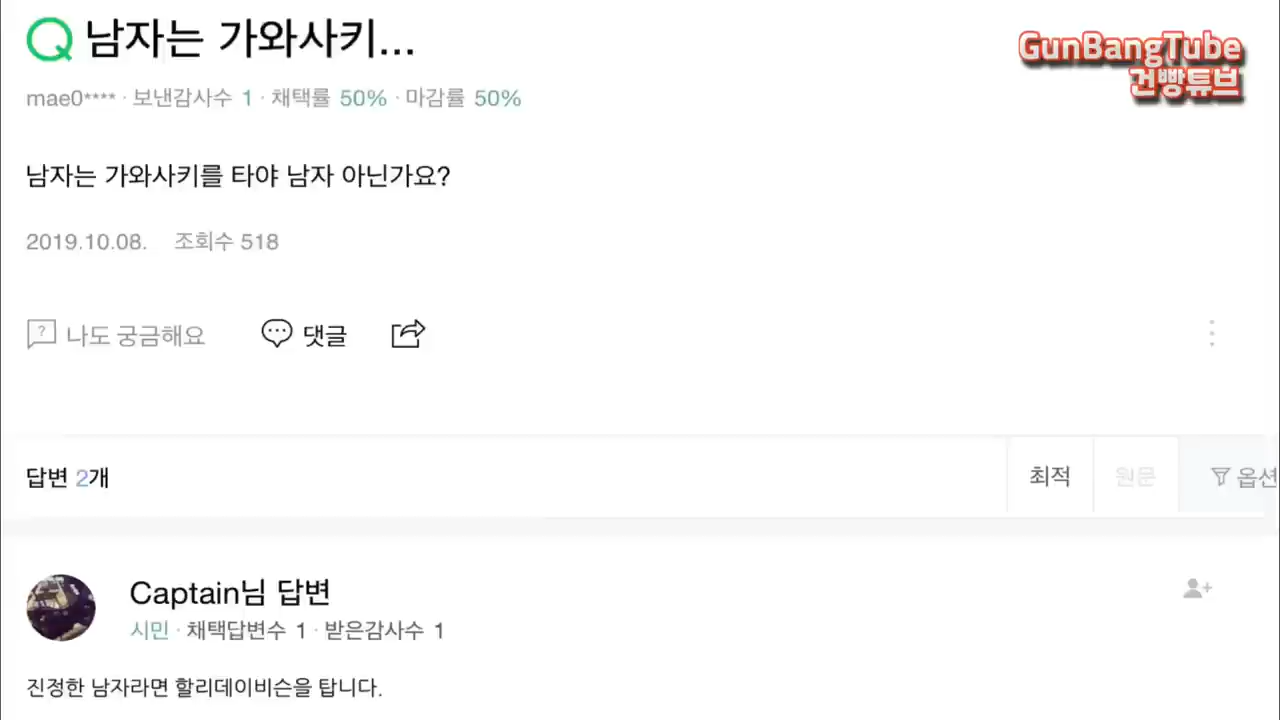 Q 남자는 가와사키...
GunBangTube
건빵튜브
mae0**** · 보낸감사수 1 · 채택률 50% · 마감률 50%
남자는 가와사키를 타야 남자 아닌가요?
2019.10.08. 조회수 518
? 나도 궁금해요 댓글
답변 2개 최적 원문 옵션
Captain님 답변
시민 · 채택답변수 1 · 받은감사수 1
진정한 남자라면 할리데이비슨을 탑니다.